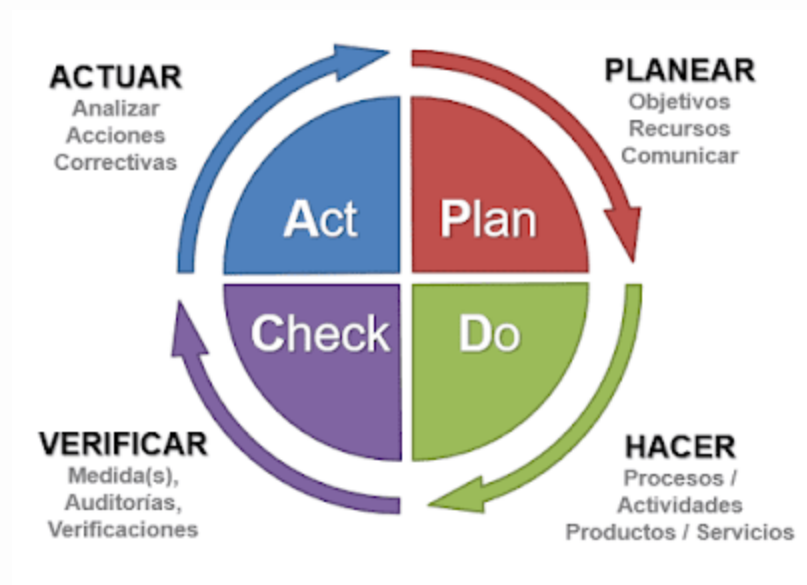 ACTUAR
Analizar
Acciones
Correctivas
PLANEAR
Objetivos
Recursos
Comunicar
Act
Plan
Check
Do
VERIFICAR
Medida(s),
Auditorías,
Verificaciones
HACER
Procesos /
Actividades
Productos / Servicios